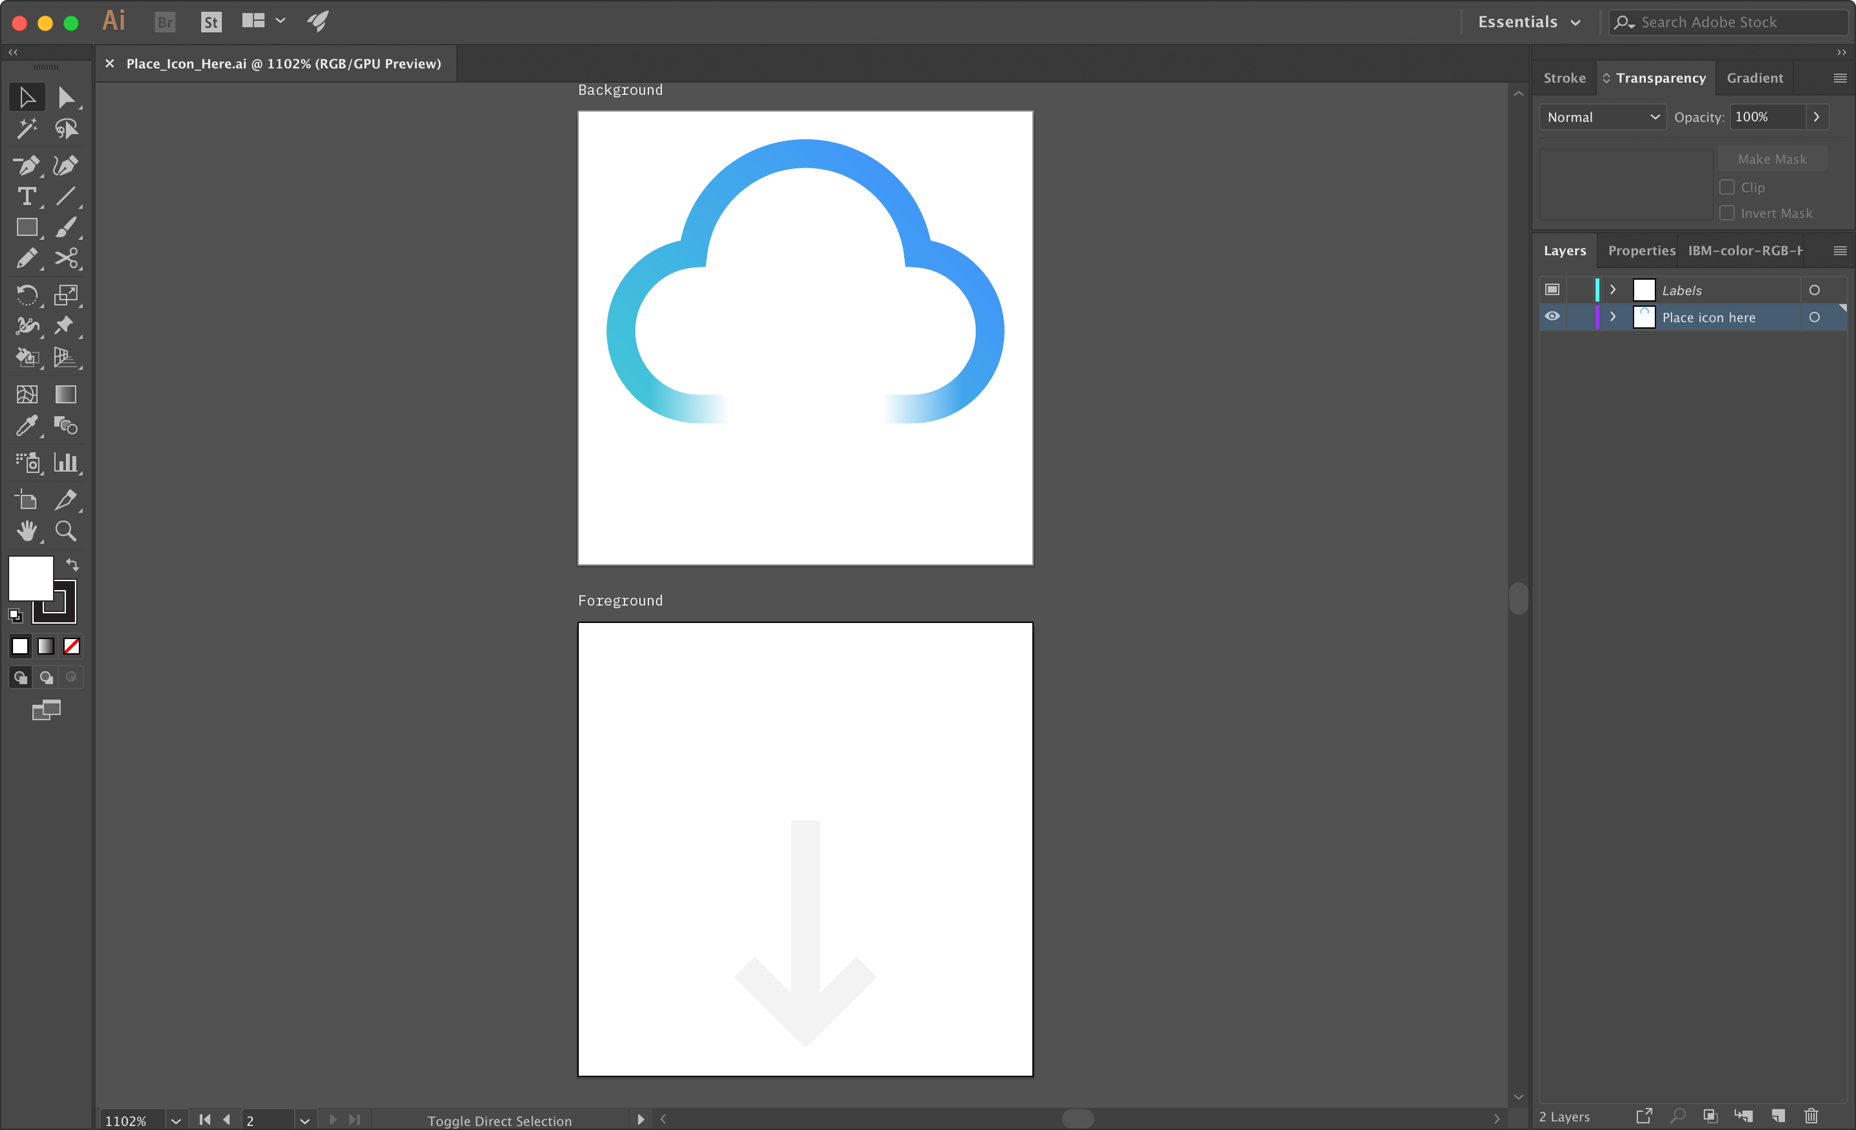 Ai
Br
St
Essentials
Search Adobe Stock
Place_Icon_Here.ai @ 1102% (RGB/GPU Preview)
Background
Foreground
Stroke
Transparency
Gradient
Normal
Opacity:
100%
Make Mask
Clip
Invert Mask
Layers
Properties
IBM-color-RGB-H
Labels
Place icon here
1102%
2
Toggle Direct Selection
2 Layers